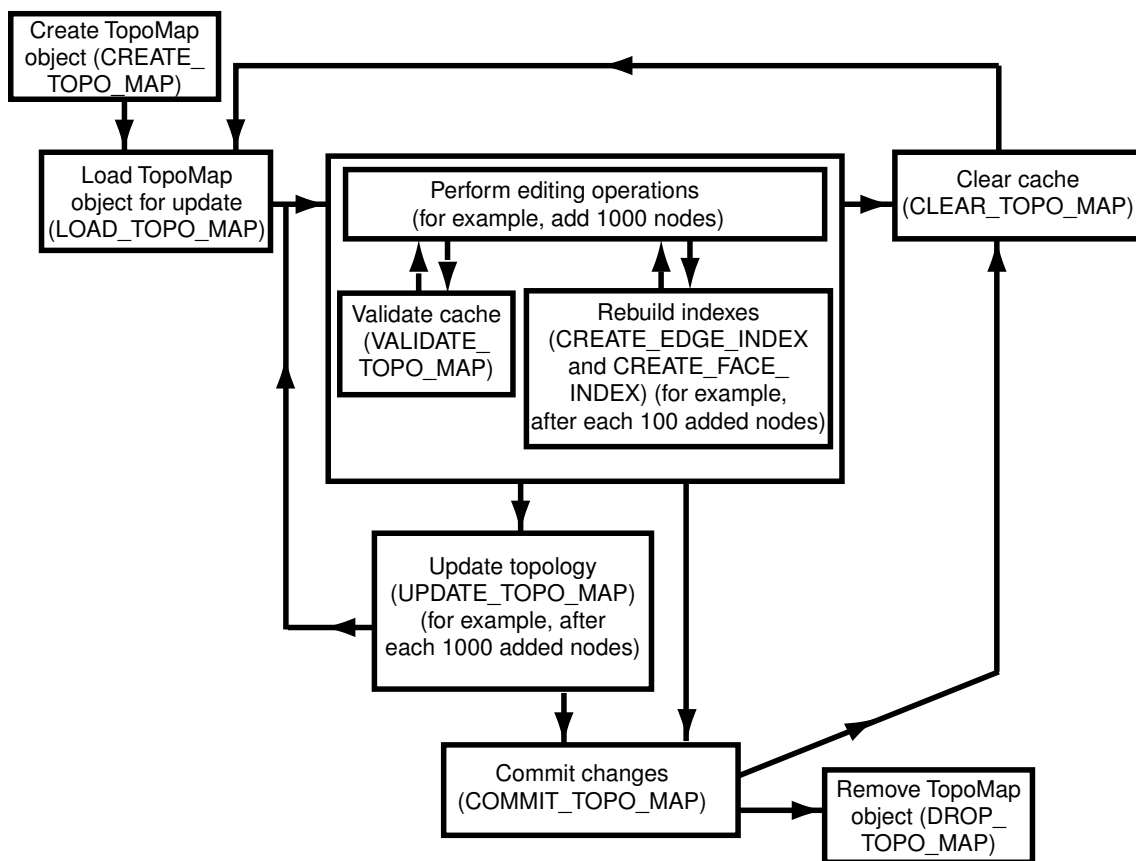 Create TopoMap
object (CREATE_
TOPO_MAP)
Load TopoMap
object for update
(LOAD_TOPO_MAP)
Perform editing operations
(for example, add 1000 nodes)
Clear cache
(CLEAR_TOPO_MAP)
Validate cache
(VALIDATE_
TOPO_MAP)
Rebuild indexes
(CREATE_EDGE_INDEX
and CREATE_FACE_
INDEX) (for example,
after each 100 added nodes)
Update topology
(UPDATE_TOPO_MAP)
(for example, after
each 1000 added nodes)
Commit changes
(COMMIT_TOPO_MAP)
Remove TopoMap
object (DROP_
TOPO_MAP)